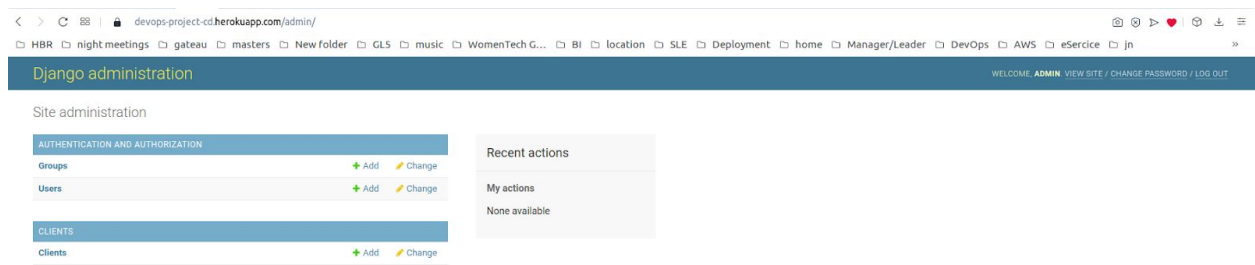 devops-project-cd.herokuapp.com/admin/
HBR night meetings gateau masters New folder GL5 music WomenTech G... BI location SLE Deployment home Manager/Leader DevOps AWS eSercice jn »
Django administration
WELCOME, ADMIN. VIEW SITE / CHANGE PASSWORD / LOG OUT
Site administration
AUTHENTICATION AND AUTHORIZATION
Groups + Add Change
Users + Add Change
CLIENTS
Clients + Add Change
Recent actions
My actions
None available